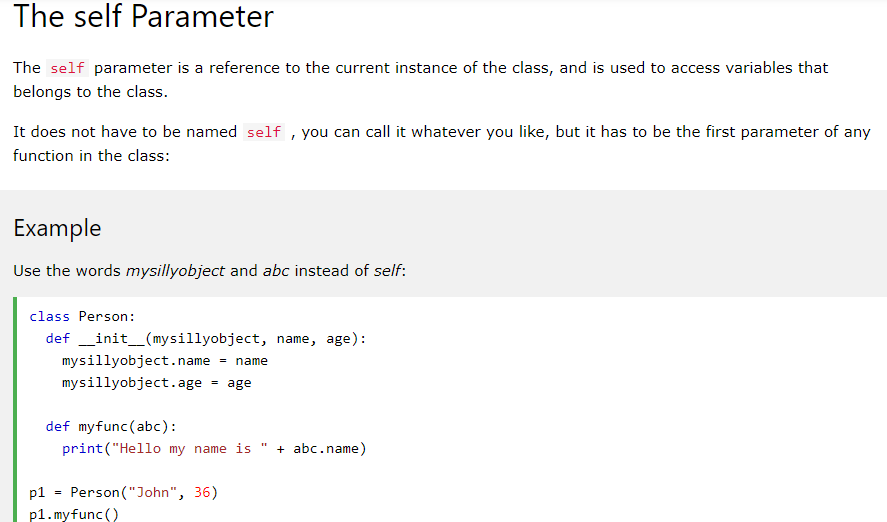 The self Parameter
The self parameter is a reference to the current instance of the class, and is used to access variables that
belongs to the class.
It does not have to be named self , you can call it whatever you like, but it has to be the first parameter of any
function in the class:
Example
Use the words mysillyobject and abc instead of self:
class Person:
  def __init__(mysillyobject, name, age):
    mysillyobject.name = name
    mysillyobject.age = age
  def myfunc(abc):
    print("Hello my name is " + abc.name)
p1 = Person("John", 36)
p1.myfunc()